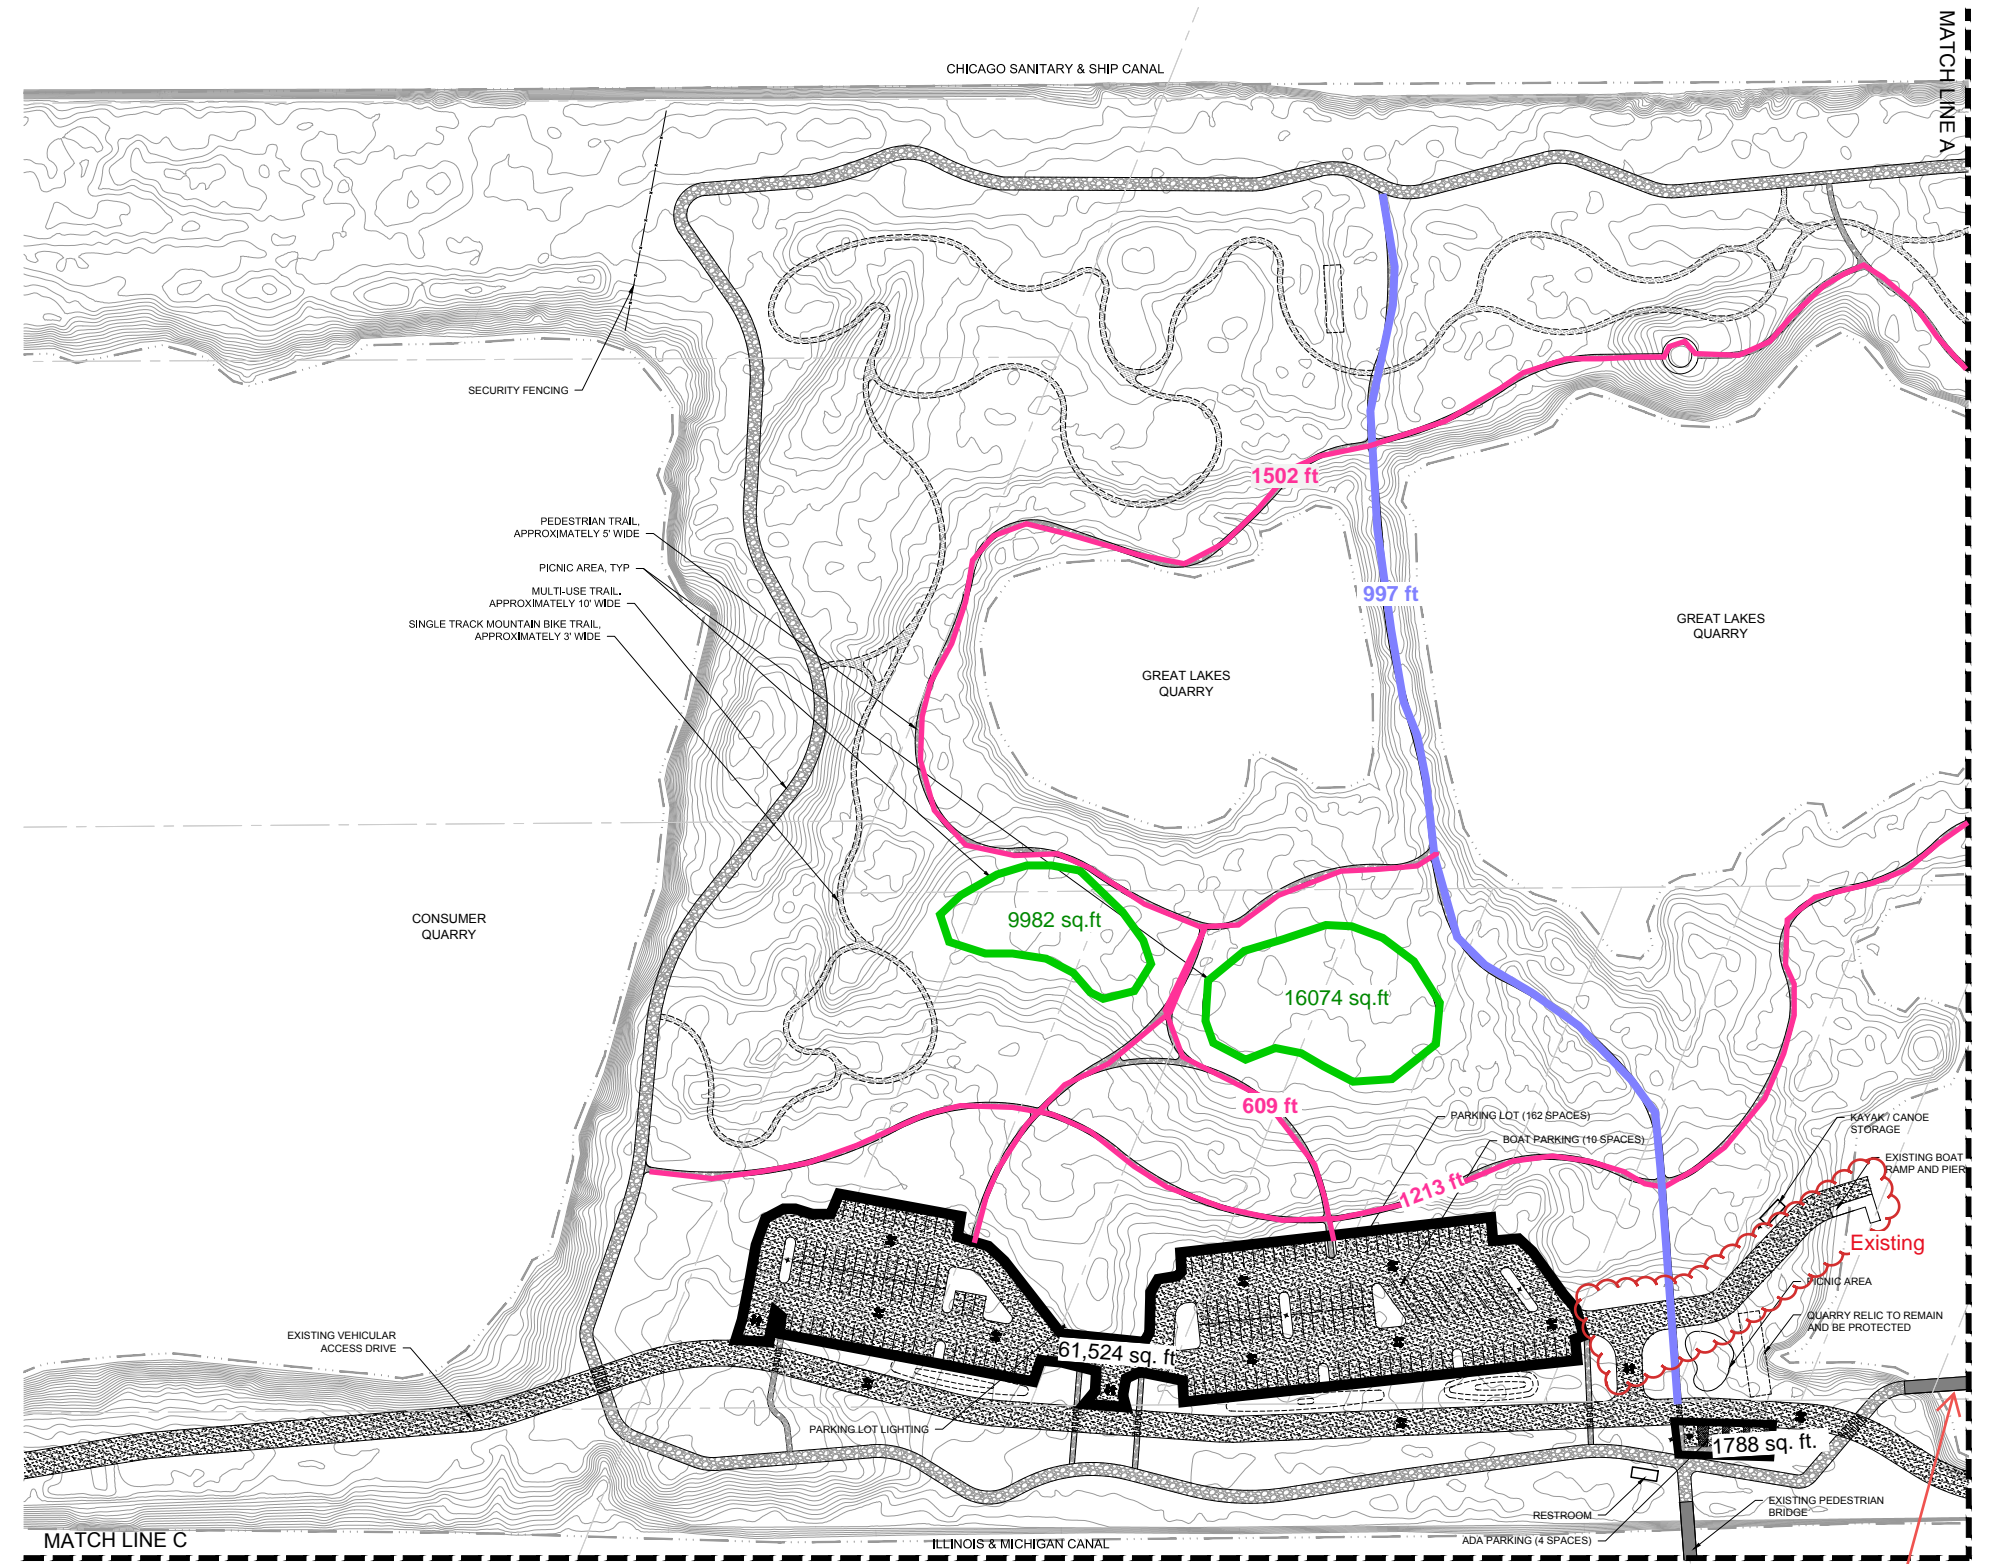 CHICAGO SANITARY & SHIP CANAL
MATCH LINE A
SECURITY FENCING
1502 ft
PEDESTRIAN TRAIL,
APPROXIMATELY 5' WIDE
PICNIC AREA, TYP
MULTI-USE TRAIL.
APPROXIMATELY 10' WIDE
SINGLE TRACK MOUNTAIN BIKE TRAIL,
APPROXIMATELY 3' WIDE
997 ft
GREAT LAKES
QUARRY
GREAT LAKES
QUARRY
CONSUMER
QUARRY
9982 sq.ft
16074 sq.ft
609 ft
PARKING LOT (162 SPACES)
BOAT PARKING (10 SPACES)
KAYAK / CANOE
STORAGE
EXISTING BOAT
RAMP AND PIER
1213 ft
Existing
PICNIC AREA
QUARRY RELIC TO REMAIN
AND BE PROTECTED
EXISTING VEHICULAR
ACCESS DRIVE
61,524 sq. ft
PARKING LOT LIGHTING
1788 sq. ft.
RESTROOM
EXISTING PEDESTRIAN
BRIDGE
ADA PARKING (4 SPACES)
MATCH LINE C
ILLINOIS & MICHIGAN CANAL